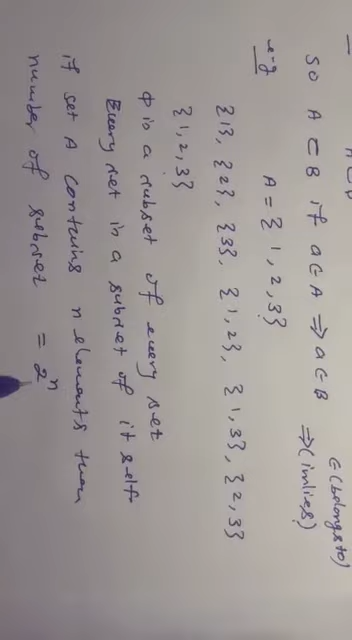 ∈(belongs to)
SO A ⊂ B if a∈A ⇒ a∈B
⇒(imlies)
e-g
A = { 1, 2, 3}
{1}, {2}, {3}, {1, 2}, {1, 3}, {2, 3}
{1, 2, 3}
ϕ is a subset of every set
Every set is a subset of it self
if set A contains n elements than
number of subset = 2ⁿ